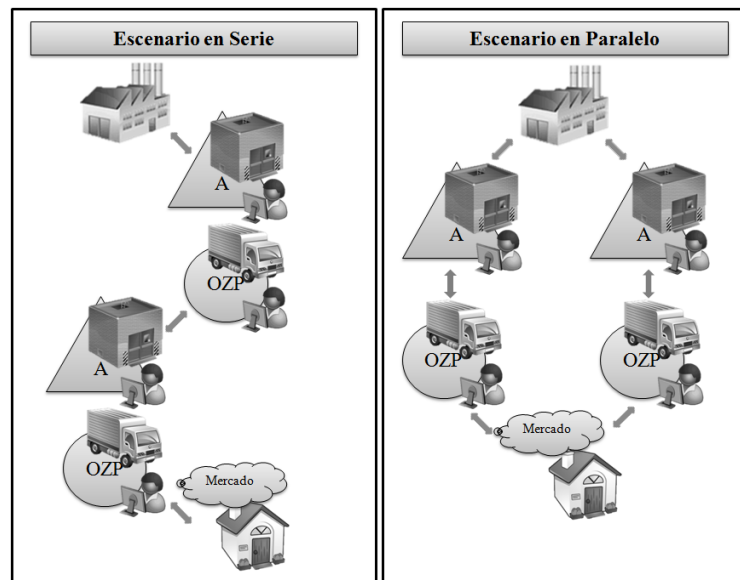 Escenario en Serie
A
OZP
A
OZP
Mercado
Escenario en Paralelo
A
A
OZP
OZP
Mercado